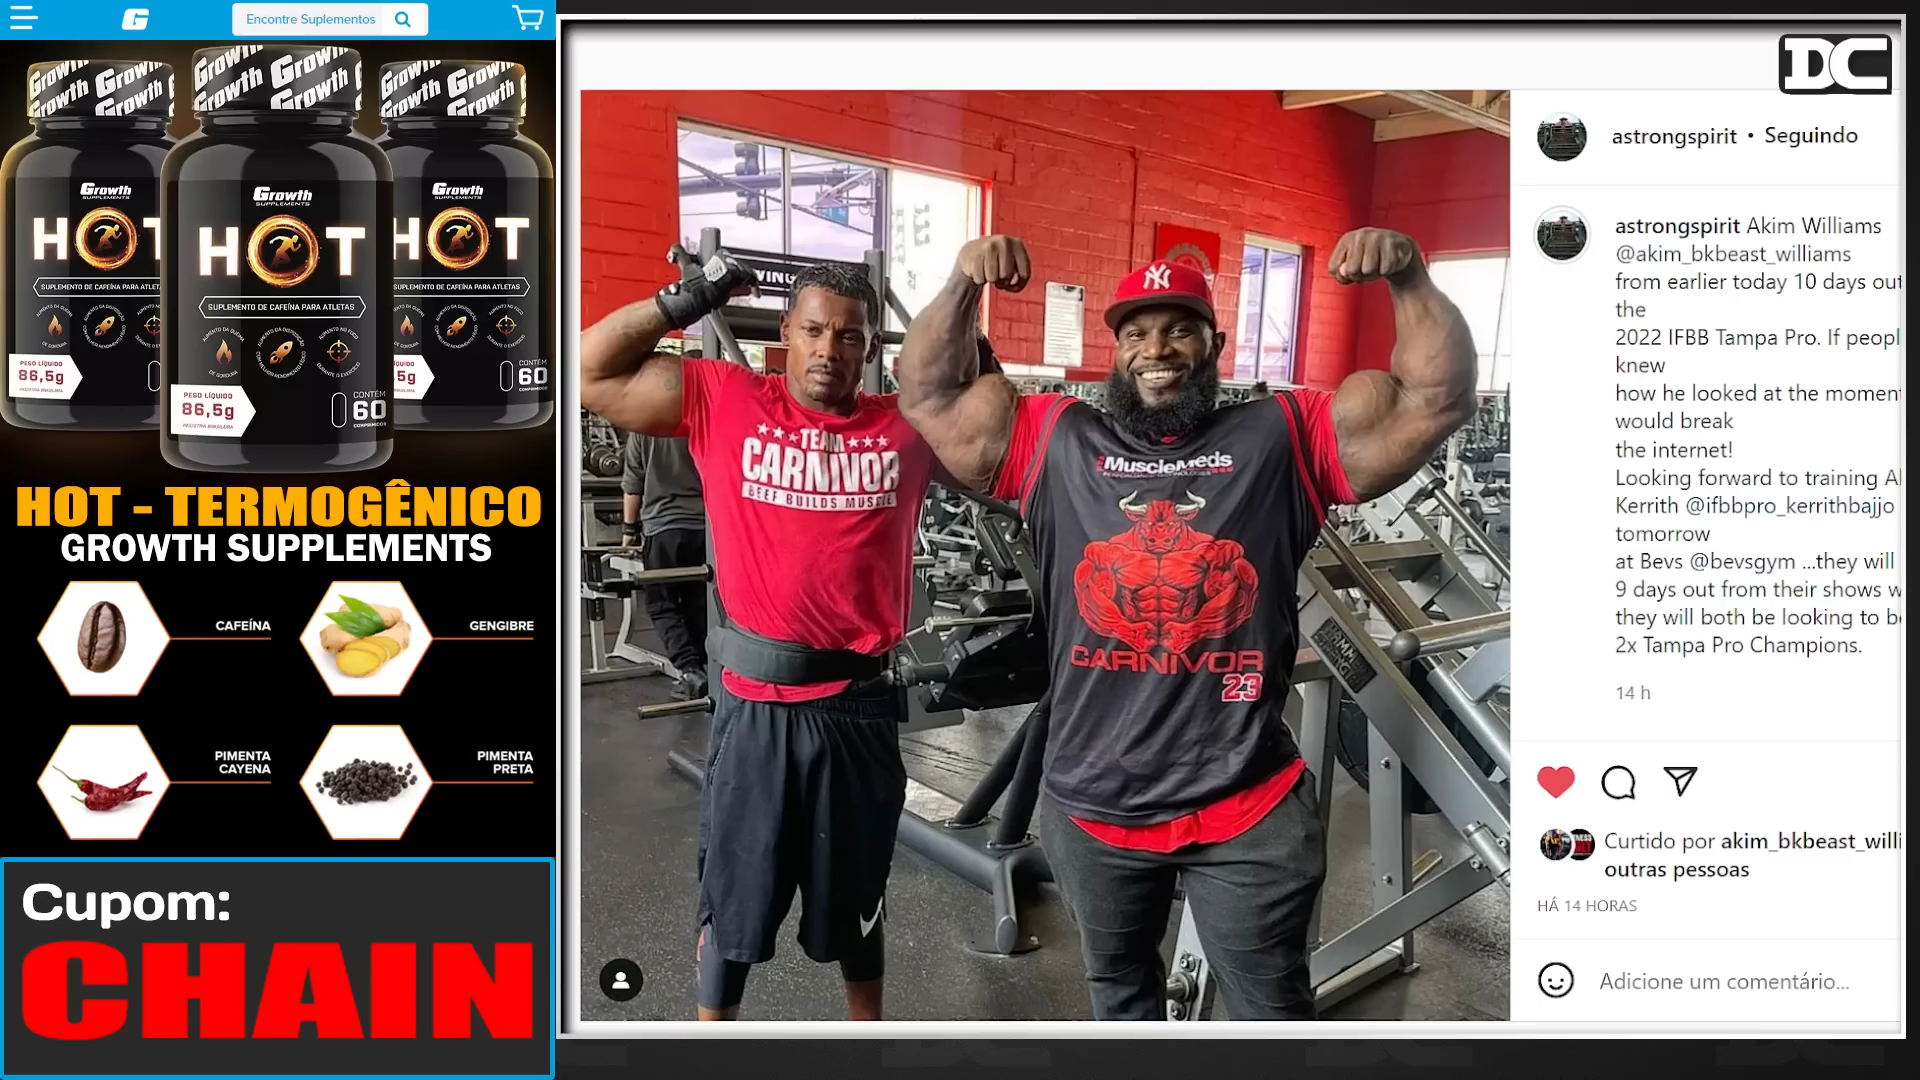 Encontre Suplementos
DC
Growth
SUPPLEMENTS
HOT
SUPLEMENTO DE CAFEÍNA PARA ATLETAS
PESO LÍQUIDO
86,5g
INDÚSTRIA BRASILEIRA
CONTÉM
60
COMPRIMIDOS
HOT - TERMOGÊNICO
GROWTH SUPPLEMENTS
CAFEÍNA
GENGIBRE
PIMENTA
CAYENA
PIMENTA
PRETA
Cupom:
CHAIN
NY
TEAM
CARNIVOR
BEEF BUILDS MUSCLE
MuscleMeds
CARNIVOR
23
astrongspirit • Seguindo
astrongspirit Akim Williams
@akim_bkbeast_williams
from earlier today 10 days out
the
2022 IFBB Tampa Pro. If peopl
knew
how he looked at the moment
would break
the internet!
Looking forward to training A
Kerrith @ifbbpro_kerrithbajjo
tomorrow
at Bevs @bevsgym ...they will
9 days out from their shows w
they will both be looking to be
2x Tampa Pro Champions.
14 h
Curtido por akim_bkbeast_willi
outras pessoas
HÁ 14 HORAS
Adicione um comentário...